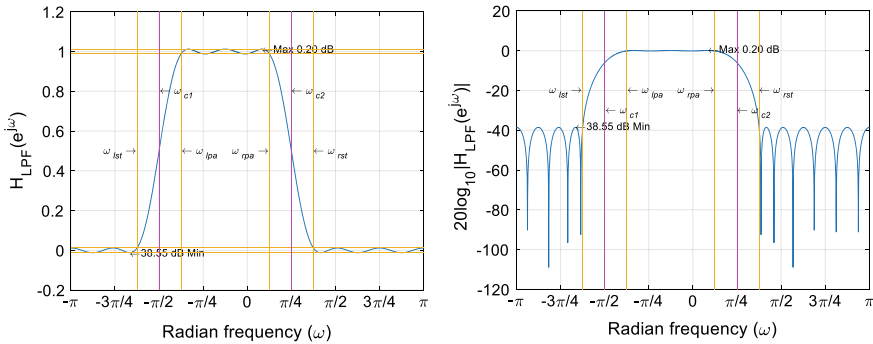 1.2
1
0.8
0.6
0.4
0.2
0
-0.2
H_LPF(e^jω)
Max 0.20 dB
← ω_c1
← ω_c2
ω_lst →
← ω_lpa
ω_rpa →
← ω_rst
38.55 dB Min
-π -3π/4 -π/2 -π/4 0 π/4 π/2 3π/4 π
Radian frequency (ω)
20
0
-20
-40
-60
-80
-100
-120
20log_10|H_LPF(e^jω)|
Max 0.20 dB
ω_lst →
← ω_lpa
ω_rpa →
← ω_rst
← ω_c1
← ω_c2
38.55 dB Min
-π -3π/4 -π/2 -π/4 0 π/4 π/2 3π/4 π
Radian frequency (ω)